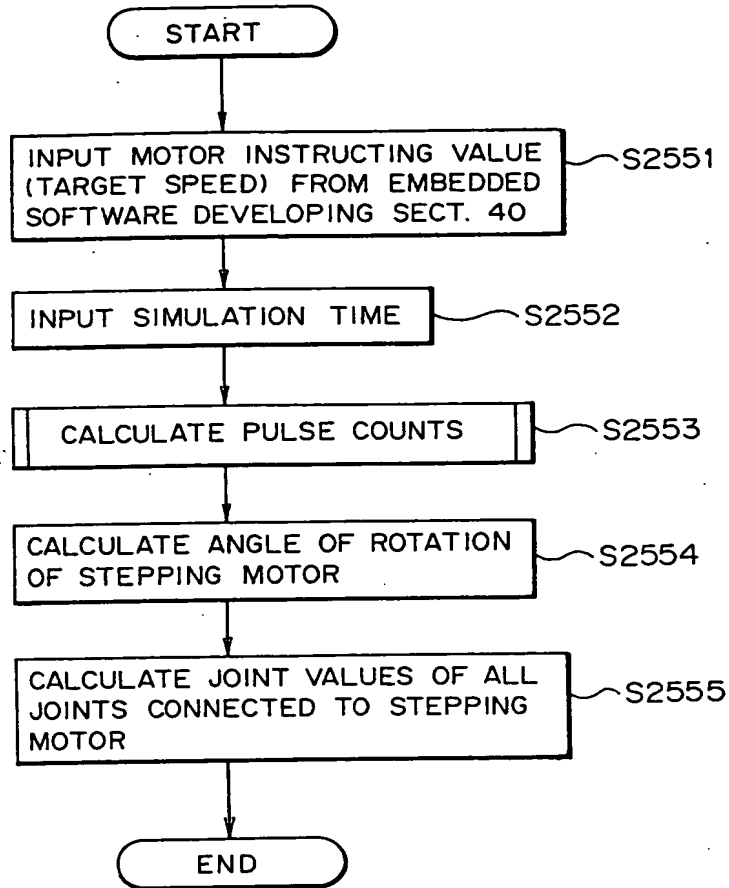 START
INPUT MOTOR INSTRUCTING VALUE
(TARGET SPEED) FROM EMBEDDED
SOFTWARE DEVELOPING SECT. 40
S2551
INPUT SIMULATION TIME
S2552
CALCULATE PULSE COUNTS
S2553
CALCULATE ANGLE OF ROTATION
OF STEPPING MOTOR
S2554
CALCULATE JOINT VALUES OF ALL
JOINTS CONNECTED TO STEPPING
MOTOR
S2555
END